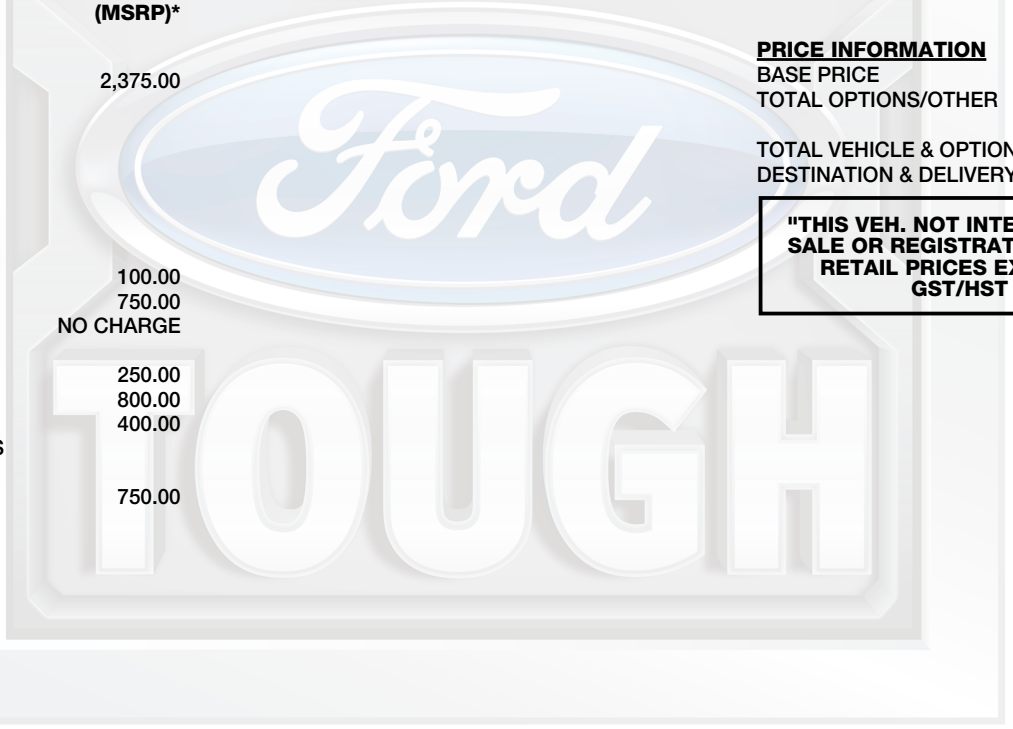 (MSRP)*
2,375.00
100.00
750.00
NO CHARGE
250.00
800.00
400.00
S
750.00
PRICE INFORMATION
BASE PRICE
TOTAL OPTIONS/OTHER
TOTAL VEHICLE & OPTION
DESTINATION & DELIVERY
"THIS VEH. NOT INTE
SALE OR REGISTRAT
RETAIL PRICES EX
GST/HST
Ford
TOUGH